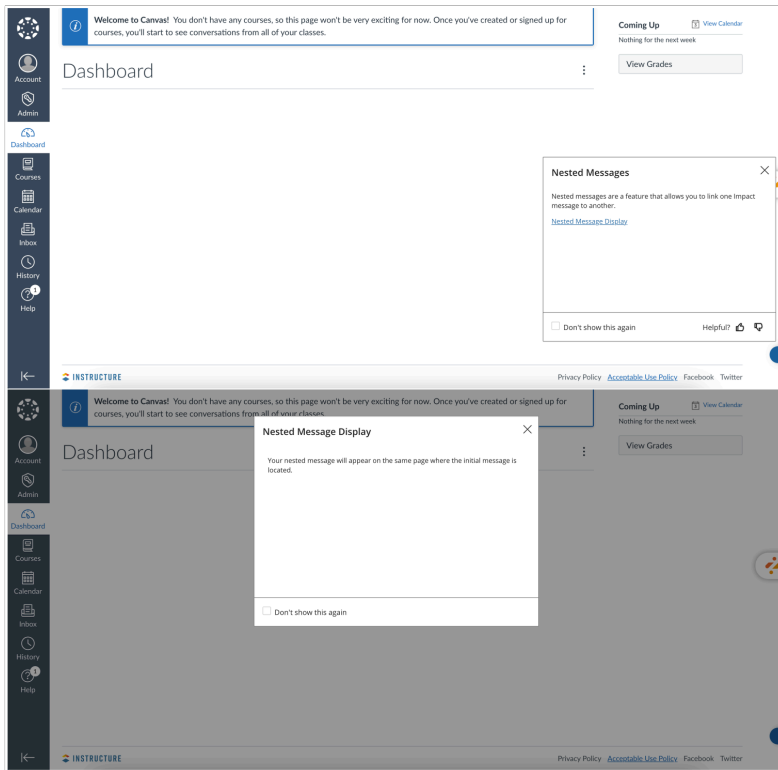 Welcome to Canvas! You don't have any courses, so this page won't be very exciting for now. Once you've created or signed up for
courses, you'll start to see conversations from all of your classes.
Coming Up
View Calendar
Nothing for the next week
View Grades
Dashboard
Account
Admin
Dashboard
Courses
Calendar
Inbox
History
1
Help
Nested Messages
Nested messages are a feature that allows you to link one Impact
message to another.
Nested Message Display
Don't show this again
Helpful?
INSTRUCTURE
Privacy Policy Acceptable Use Policy Facebook Twitter
Welcome to Canvas! You don't have any courses, so this page won't be very exciting for now. Once you've created or signed up for
courses, you'll start to see conversations from all of your classes
Coming Up
View Calendar
Nothing for the next week
View Grades
Dashboard
Account
Admin
Dashboard
Courses
Calendar
Inbox
History
1
Help
Nested Message Display
Your nested message will appear on the same page where the initial message is
located.
Don't show this again
INSTRUCTURE
Privacy Policy Acceptable Use Policy Facebook Twitter